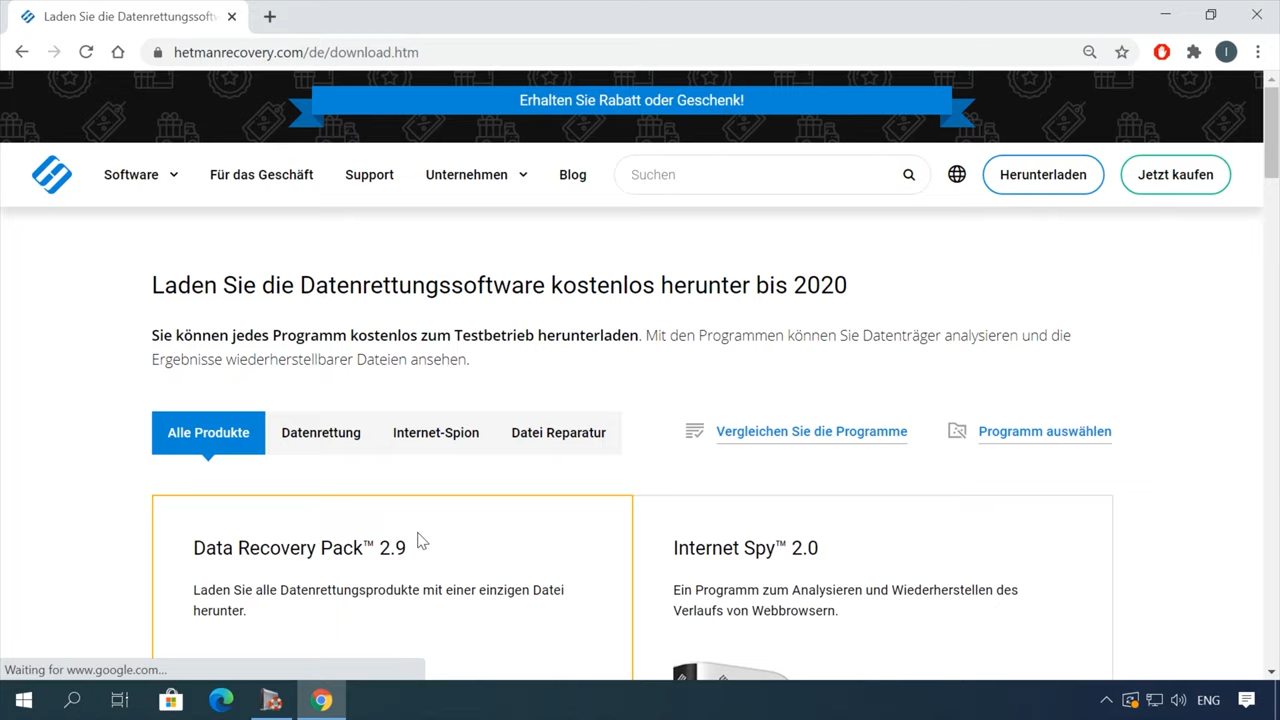 Laden Sie die Datenrettungssoftw
hetmanrecovery.com/de/download.htm
I
Erhalten Sie Rabatt oder Geschenk!
Software
Für das Geschäft
Support
Unternehmen
Blog
Suchen
Herunterladen
Jetzt kaufen
Laden Sie die Datenrettungssoftware kostenlos herunter bis 2020
Sie können jedes Programm kostenlos zum Testbetrieb herunterladen. Mit den Programmen können Sie Datenträger analysieren und die
Ergebnisse wiederherstellbarer Dateien ansehen.
Alle Produkte
Datenrettung
Internet-Spion
Datei Reparatur
Vergleichen Sie die Programme
Programm auswählen
Data Recovery Pack™ 2.9
Laden Sie alle Datenrettungsprodukte mit einer einzigen Datei
herunter.
Internet Spy™ 2.0
Ein Programm zum Analysieren und Wiederherstellen des
Verlaufs von Webbrowsern.
Waiting for www.google.com...
ENG